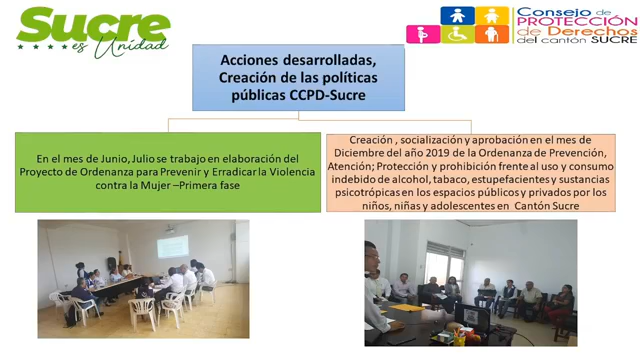 Sucre
es Unidad
Consejo de
PROTECCIÓN
de Derechos
del cantón SUCRE
Acciones desarrolladas,
Creación de las políticas
públicas CCPD-Sucre
En el mes de Junio, Julio se trabajo en elaboración del
Proyecto de Ordenanza para Prevenir y Erradicar la Violencia
contra la Mujer –Primera fase
Creación , socialización y aprobación en el mes de
Diciembre del año 2019 de la Ordenanza de Prevención,
Atención; Protección y prohibición frente al uso y consumo
indebido de alcohol, tabaco, estupefacientes y sustancias
psicotrópicas en los espacios públicos y privados por los
niños, niñas y adolescentes en Cantón Sucre